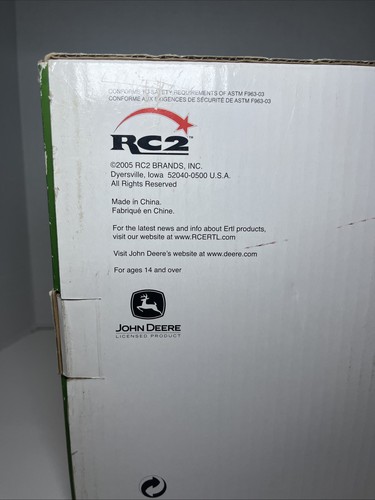 CONFORMS TO SAFETY REQUIREMENTS OF ASTM F963-03
CONFORME AUX EXIGENCES DE SÉCURITÉ DE ASTM F963-03
RC2™
©2005 RC2 BRANDS, INC.
Dyersville, Iowa 52040-0500 U.S.A.
All Rights Reserved
Made in China.
Fabriqué en Chine.
For the latest news and info about Ertl products,
visit our website at www.RCERTL.com
Visit John Deere's website at www.deere.com
For ages 14 and over
JOHN DEERE
LICENSED PRODUCT